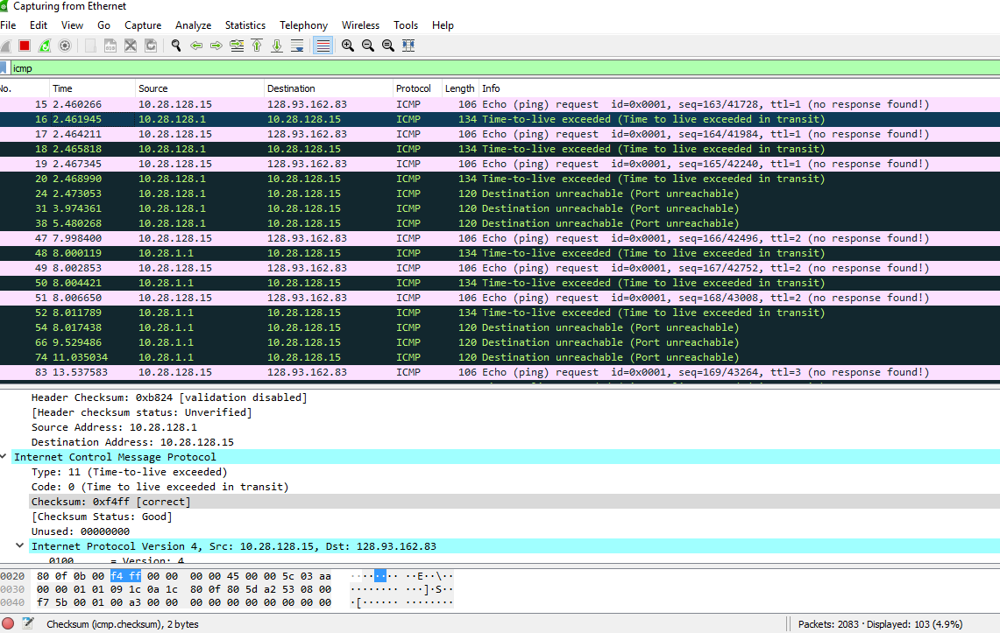 Capturing from Ethernet
File Edit View Go Capture Analyze Statistics Telephony Wireless Tools Help
icmp
No. Time Source Destination Protocol Length Info
15 2.460266 10.28.128.15 128.93.162.83 ICMP 106 Echo (ping) request id=0x0001, seq=163/41728, ttl=1 (no response found!)
16 2.461945 10.28.128.1 10.28.128.15 ICMP 134 Time-to-live exceeded (Time to live exceeded in transit)
17 2.464211 10.28.128.15 128.93.162.83 ICMP 106 Echo (ping) request id=0x0001, seq=164/41984, ttl=1 (no response found!)
18 2.465818 10.28.128.1 10.28.128.15 ICMP 134 Time-to-live exceeded (Time to live exceeded in transit)
19 2.467345 10.28.128.15 128.93.162.83 ICMP 106 Echo (ping) request id=0x0001, seq=165/42240, ttl=1 (no response found!)
20 2.468990 10.28.128.1 10.28.128.15 ICMP 134 Time-to-live exceeded (Time to live exceeded in transit)
24 2.473053 10.28.128.1 10.28.128.15 ICMP 120 Destination unreachable (Port unreachable)
31 3.974361 10.28.128.1 10.28.128.15 ICMP 120 Destination unreachable (Port unreachable)
38 5.480268 10.28.128.1 10.28.128.15 ICMP 120 Destination unreachable (Port unreachable)
47 7.998400 10.28.128.15 128.93.162.83 ICMP 106 Echo (ping) request id=0x0001, seq=166/42496, ttl=2 (no response found!)
48 8.000119 10.28.1.1 10.28.128.15 ICMP 134 Time-to-live exceeded (Time to live exceeded in transit)
49 8.002853 10.28.128.15 128.93.162.83 ICMP 106 Echo (ping) request id=0x0001, seq=167/42752, ttl=2 (no response found!)
50 8.004421 10.28.1.1 10.28.128.15 ICMP 134 Time-to-live exceeded (Time to live exceeded in transit)
51 8.006650 10.28.128.15 128.93.162.83 ICMP 106 Echo (ping) request id=0x0001, seq=168/43008, ttl=2 (no response found!)
52 8.011789 10.28.1.1 10.28.128.15 ICMP 134 Time-to-live exceeded (Time to live exceeded in transit)
54 8.017438 10.28.1.1 10.28.128.15 ICMP 120 Destination unreachable (Port unreachable)
66 9.529486 10.28.1.1 10.28.128.15 ICMP 120 Destination unreachable (Port unreachable)
74 11.035034 10.28.1.1 10.28.128.15 ICMP 120 Destination unreachable (Port unreachable)
83 13.537583 10.28.128.15 128.93.162.83 ICMP 106 Echo (ping) request id=0x0001, seq=169/43264, ttl=3 (no response found!)
Header Checksum: 0xb824 [validation disabled]
[Header checksum status: Unverified]
Source Address: 10.28.128.1
Destination Address: 10.28.128.15
Internet Control Message Protocol
Type: 11 (Time-to-live exceeded)
Code: 0 (Time to live exceeded in transit)
Checksum: 0xf4ff [correct]
[Checksum Status: Good]
Unused: 00000000
Internet Protocol Version 4, Src: 10.28.128.15, Dst: 128.93.162.83
0100 .... = Version: 4
0020 80 0f 0b 00 f4 ff 00 00 00 00 45 00 00 5c 03 aa ········ ··E··\··
0030 00 00 01 01 09 1c 0a 1c 80 0f 80 5d a2 53 08 00 ········ ···]·S··
0040 f7 5b 00 01 00 a3 00 00 00 00 00 00 00 00 00 00 ·[······ ········
Checksum (icmp.checksum), 2 bytes Packets: 2083 · Displayed: 103 (4.9%)